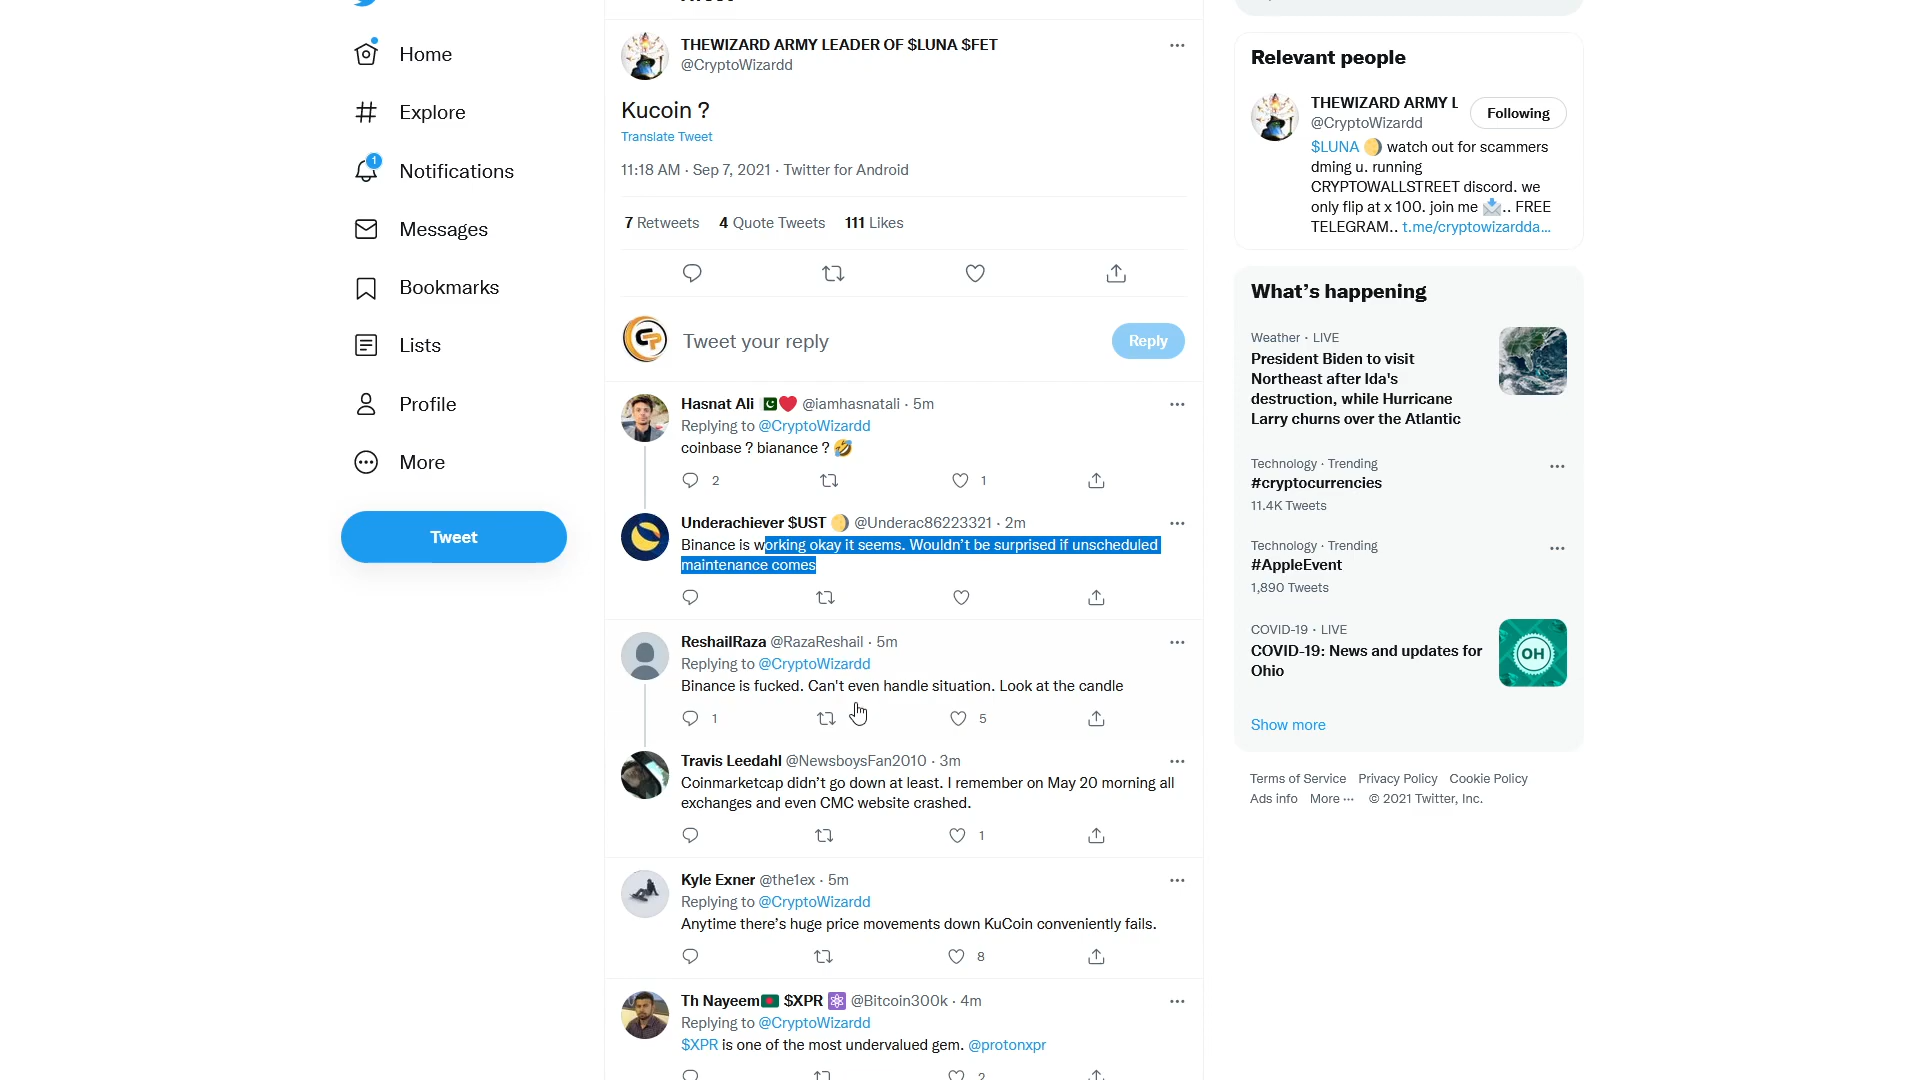 Home
Explore
1
Notifications
Messages
Bookmarks
Lists
Profile
More
Tweet
THEWIZARD ARMY LEADER OF $LUNA $FET
@CryptoWizardd
Kucoin ?
Translate Tweet
11:18 AM · Sep 7, 2021 · Twitter for Android
7 Retweets 4 Quote Tweets 111 Likes
Tweet your reply
Reply
Hasnat Ali @iamhasnatali · 5m
Replying to @CryptoWizardd
coinbase ? bianance ?
2 1
Underachiever $UST @Underac86223321 · 2m
Binance is working okay it seems. Wouldn't be surprised if unscheduled
maintenance comes
ReshailRaza @RazaReshail · 5m
Replying to @CryptoWizardd
Binance is fucked. Can't even handle situation. Look at the candle
1 5
Travis Leedahl @NewsboysFan2010 · 3m
Coinmarketcap didn't go down at least. I remember on May 20 morning all
exchanges and even CMC website crashed.
1
Kyle Exner @the1ex · 5m
Replying to @CryptoWizardd
Anytime there's huge price movements down KuCoin conveniently fails.
8
Th Nayeem $XPR @Bitcoin300k · 4m
Replying to @CryptoWizardd
$XPR is one of the most undervalued gem. @protonxpr
2
Relevant people
THEWIZARD ARMY L
@CryptoWizardd
Following
$LUNA watch out for scammers
dming u. running
CRYPTOWALLSTREET discord. we
only flip at x 100. join me .. FREE
TELEGRAM.. t.me/cryptowizardda…
What's happening
Weather · LIVE
President Biden to visit
Northeast after Ida's
destruction, while Hurricane
Larry churns over the Atlantic
Technology · Trending
#cryptocurrencies
11.4K Tweets
Technology · Trending
#AppleEvent
1,890 Tweets
COVID-19 · LIVE
COVID-19: News and updates for
Ohio
OH
Show more
Terms of Service Privacy Policy Cookie Policy
Ads info More ··· © 2021 Twitter, Inc.